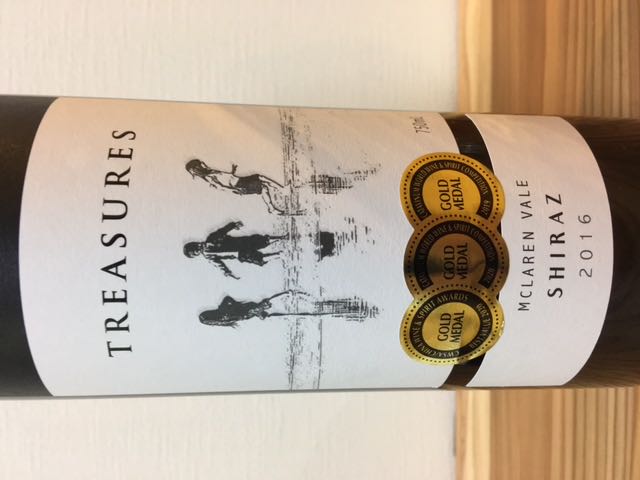 TREASURES
750mL
GOLD
MEDAL
GOLD
MEDAL
GOLD
MEDAL
MCLAREN VALE
SHIRAZ
2016